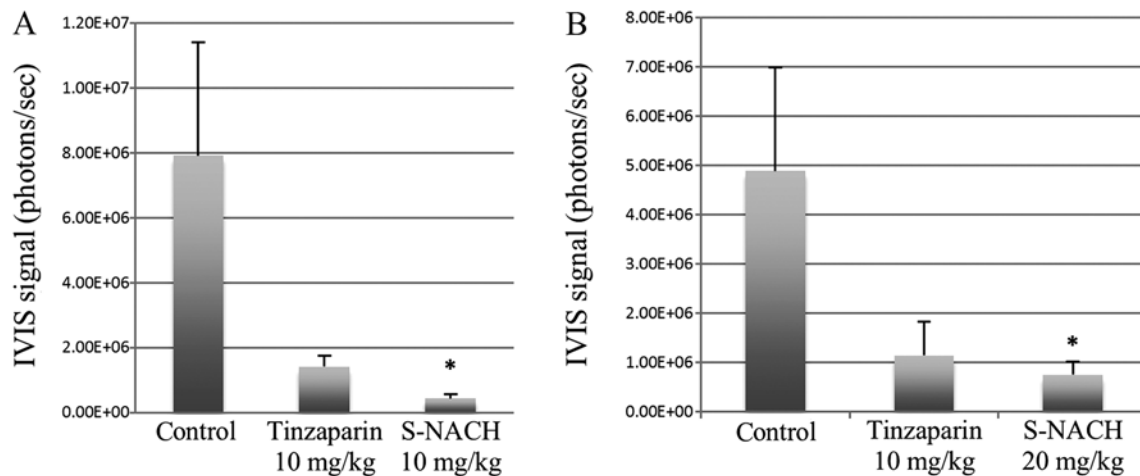 A
IVIS signal (photons/sec)
1.20E+07
1.00E+07
8.00E+06
6.00E+06
4.00E+06
2.00E+06
0.00E+00
*
Control
Tinzaparin
10 mg/kg
S-NACH
10 mg/kg
B
IVIS signal (photons/sec)
8.00E+06
7.00E+06
6.00E+06
5.00E+06
4.00E+06
3.00E+06
2.00E+06
1.00E+06
0.00E+00
*
Control
Tinzaparin
10 mg/kg
S-NACH
20 mg/kg